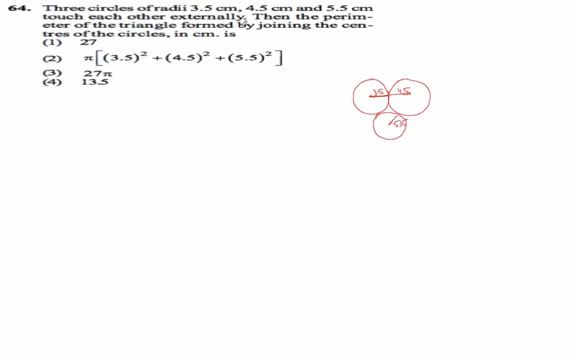 64. Three circles of radii 3.5 cm, 4.5 cm and 5.5 cm
touch each other externally. Then the perim-
eter of the triangle formed by joining the cen-
tres of the circles, in cm. is
(1) 27
(2) π[(3.5)² + (4.5)² + (5.5)²]
(3) 27π
(4) 13.5
3.5 4.5
5.5